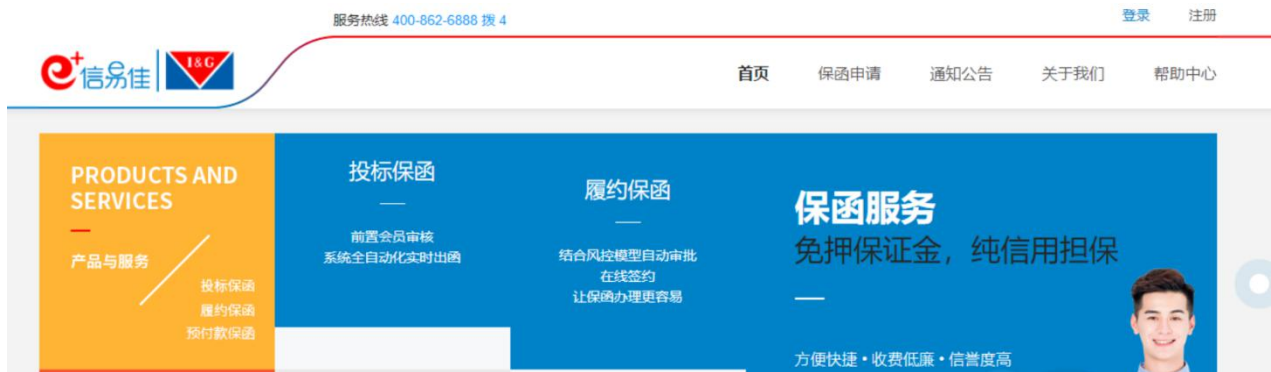 服务热线 400-862-6888 拨 4
登录
注册
e+信易佳
I&G
首页
保函申请
通知公告
关于我们
帮助中心
PRODUCTS AND
SERVICES
产品与服务
投标保函
履约保函
预付款保函
投标保函
前置会员审核
系统全自动化实时出函
履约保函
结合风控模型自动审批
在线签约
让保函办理更容易
保函服务
免押保证金，纯信用担保
方便快捷•收费低廉•信誉度高